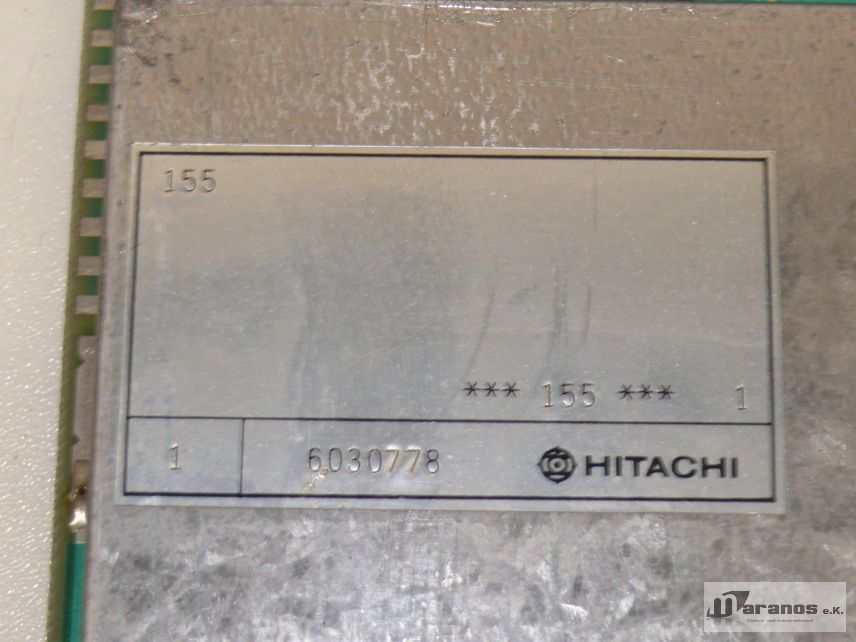 155
*** 155 *** 1
1 6030778 HITACHI
maranos e.K.